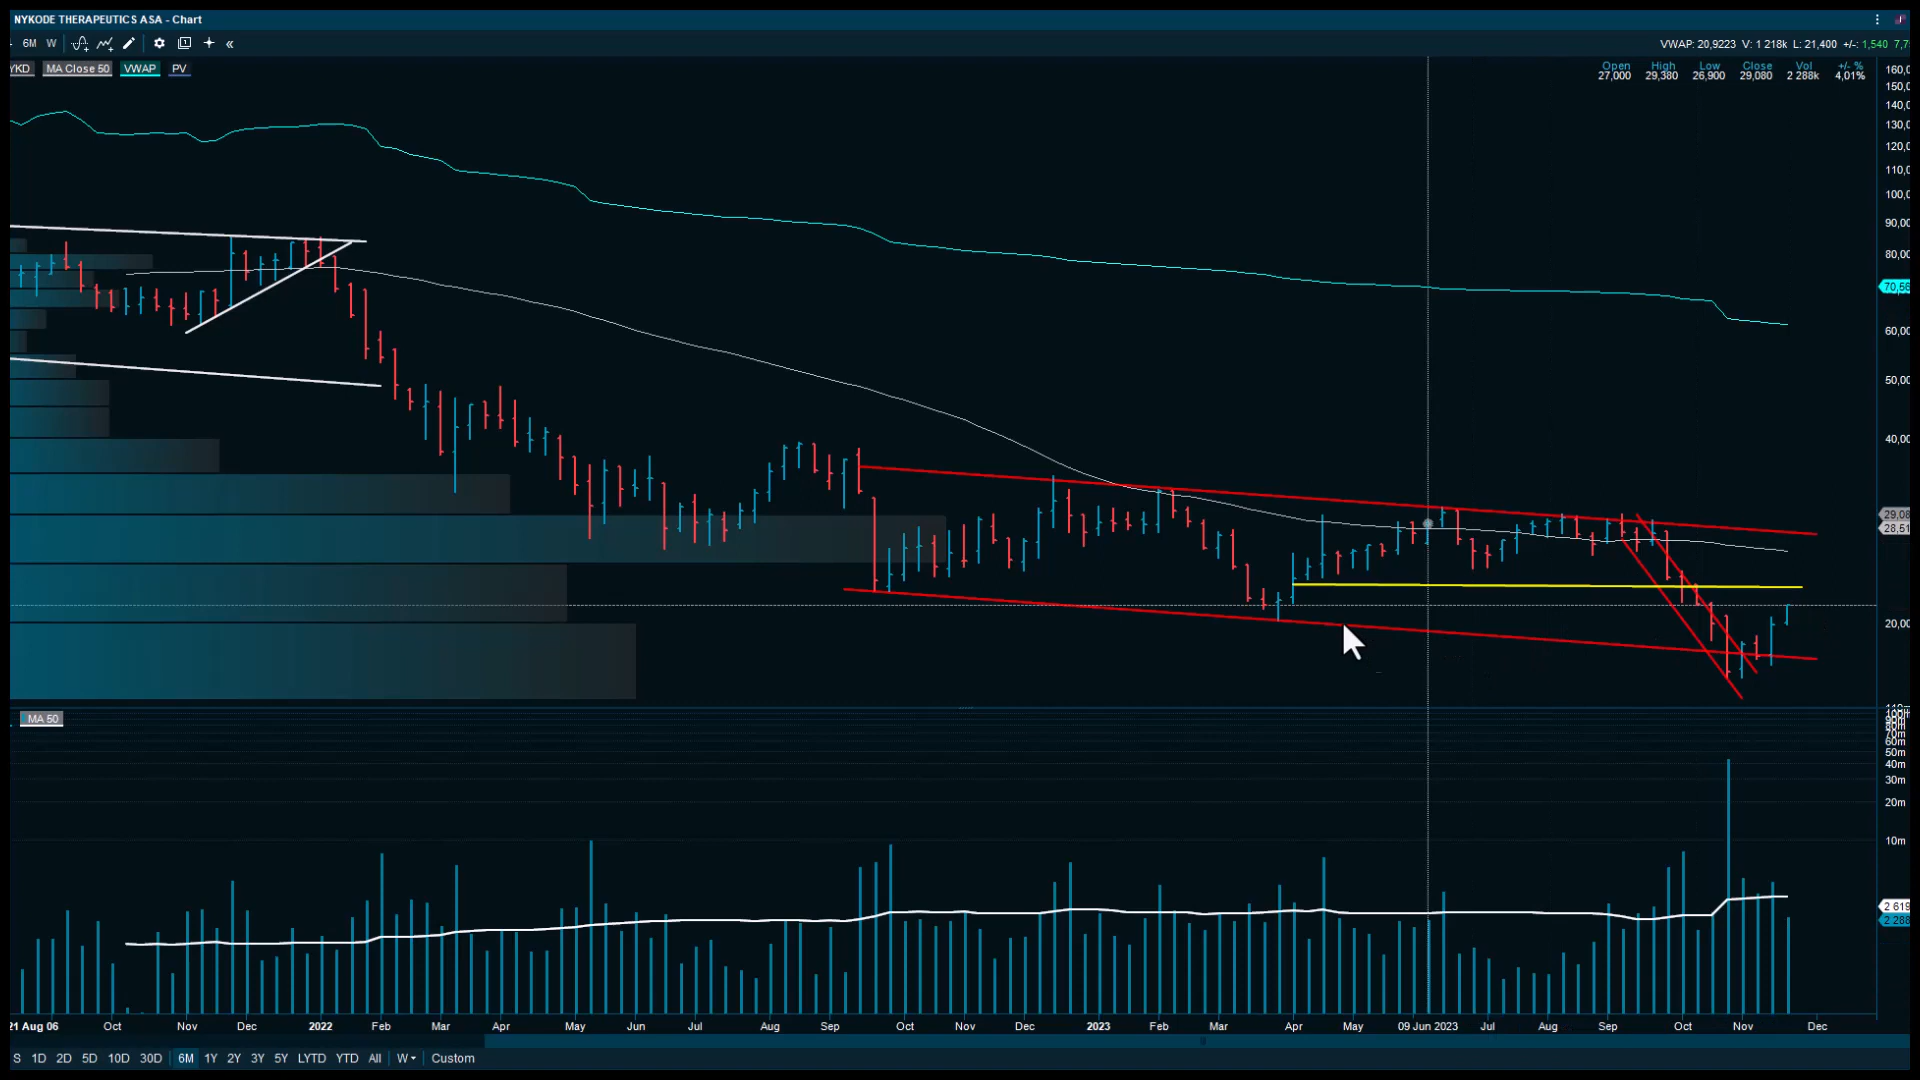 NYKODE THERAPEUTICS ASA - Chart
6M W
VWAP: 20,9223 V: 1 218k L: 21,400 +/-: 1,540
YKD MA Close 50 VWAP PV
Open High Low Close Vol +/- %
27,000 29,380 26,900 29,080 2 288k 4,01%
160,0
150,0
140,0
130,0
120,0
110,0
100,0
90,00
80,00
70,58
60,00
50,00
40,00
29,08
28,51
20,00
MA 50
60m
50m
40m
30m
20m
10m
2 619
2 288
21 Aug 06 Oct Nov Dec 2022 Feb Mar Apr May Jun Jul Aug Sep Oct Nov Dec 2023 Feb Mar Apr May 09 Jun 2023 Jul Aug Sep Oct Nov Dec
S 1D 2D 5D 10D 30D 6M 1Y 2Y 3Y 5Y LYTD YTD All W Custom